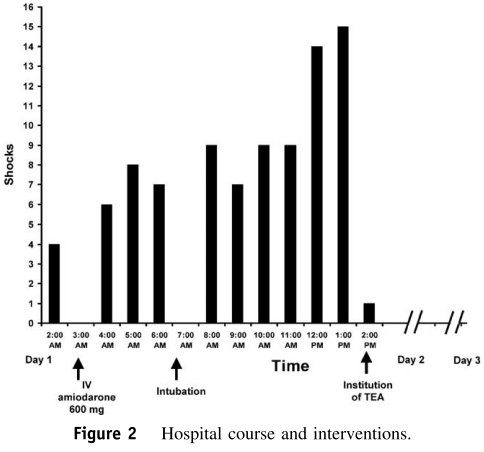 16
15
14
13
12
11
10
9
8
7
6
5
4
3
2
1
0
Shocks
2:00 3:00 4:00 5:00 6:00 7:00 8:00 9:00 10:00 11:00 12:00 1:00 2:00
AM AM AM AM AM AM AM AM AM AM PM PM PM
Day 1 Time Day 2 Day 3
IV
amiodarone
600 mg
Intubation
Institution
of TEA
Figure 2 Hospital course and interventions.